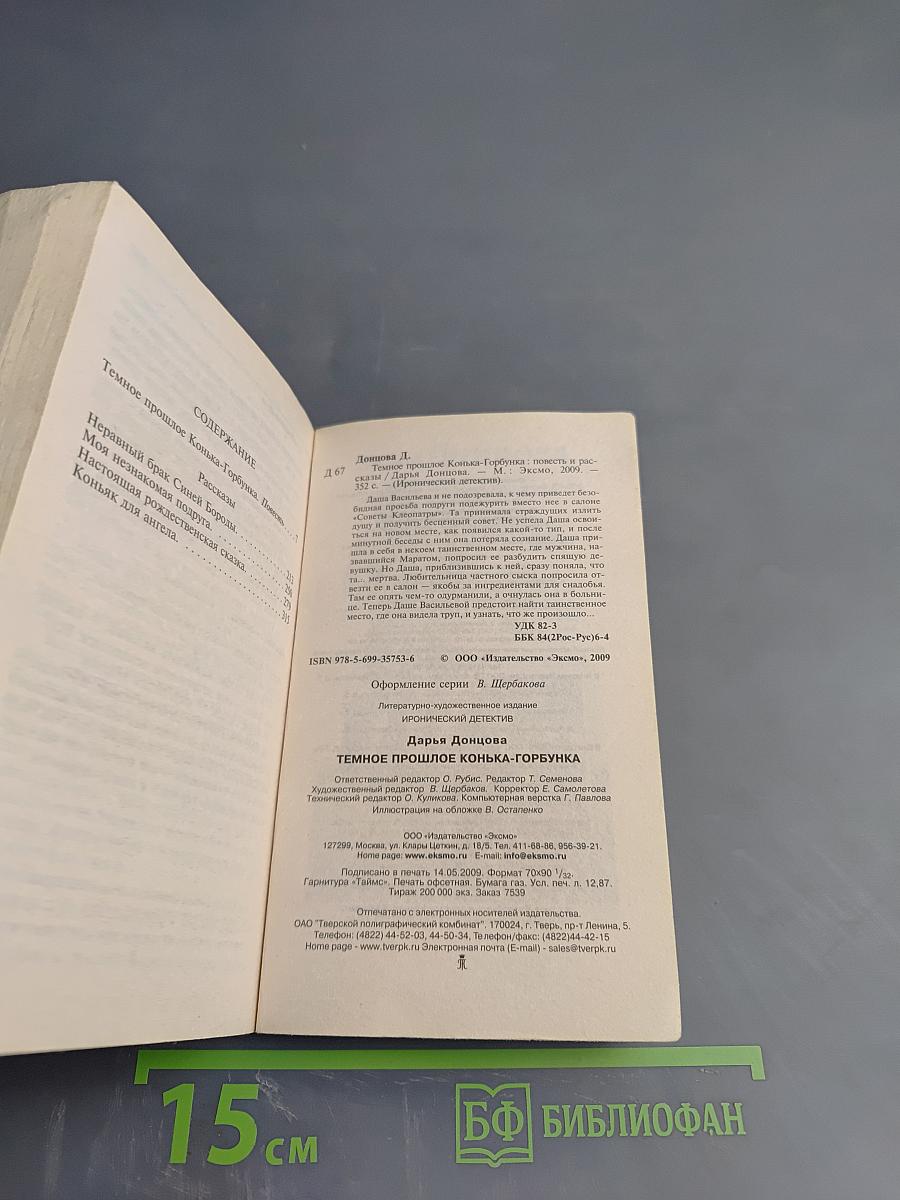 СОДЕРЖАНИЕ
Темное прошлое Конька-Горбунка. Повесть
Рассказы
Неравный брак Синей Бороды. 213
Моя незнакомая подруга. 250
Настоящая рождественская сказка. 279
Коньяк для ангела. 315
Донцова Д.
Д 67
Темное прошлое Конька-Горбунка : повесть и рас-
сказы / Дарья Донцова. — М. : Эксмо, 2009. —
352 с. — (Иронический детектив).
Даша Васильева и не подозревала, к чему приведет безо-
бидная просьба подруги подежурить вместо нее в салоне
«Советы Клеопатры». Та принимала страждущих излить
душу и получить бесценный совет. Не успела Даша освои-
ться на новом месте, как появился какой-то тип, и после
минутной беседы с ним она потеряла сознание. Даша при-
шла в себя в некоем таинственном месте, где мужчина, на-
звавшийся Маратом, попросил ее разбудить спящую де-
вушку. Но Даша, приблизившись к ней, сразу поняла, что
та... мертва. Любительница частного сыска попросила от-
везти ее в салон — якобы за ингредиентами для снадобья.
Там ее опять чем-то одурманили, а очнулась она в больни-
це. Теперь Даше Васильевой предстоит найти таинственное
место, где она видела труп, и узнать, что же произошло...
УДК 82-3
ББК 84(2Рос-Рус)6-4
ISBN 978-5-699-35753-6 © ООО «Издательство «Эксмо», 2009
Оформление серии В. Щербакова
Литературно-художественное издание
ИРОНИЧЕСКИЙ ДЕТЕКТИВ
Дарья Донцова
ТЕМНОЕ ПРОШЛОЕ КОНЬКА-ГОРБУНКА
Ответственный редактор О. Рубис. Редактор Т. Семенова
Художественный редактор В. Щербаков. Корректор Е. Самолетова
Технический редактор О. Куликова. Компьютерная верстка Г. Павлова
Иллюстрация на обложке В. Остапенко
ООО «Издательство «Эксмо»
127299, Москва, ул. Клары Цеткин, д. 18/5. Тел. 411-68-86, 956-39-21.
Home page: www.eksmo.ru E-mail: info@eksmo.ru
Подписано в печать 14.05.2009. Формат 70x90 1/32.
Гарнитура «Таймс». Печать офсетная. Бумага газ. Усл. печ. л. 12,87.
Тираж 200 000 экз. Заказ 7539
Отпечатано с электронных носителей издательства.
ОАО "Тверской полиграфический комбинат". 170024, г. Тверь, пр-т Ленина, 5.
Телефон: (4822) 44-52-03, 44-50-34, Телефон/факс: (4822)44-42-15
Home page - www.tverpk.ru Электронная почта (E-mail) - sales@tverpk.ru
15 см
БФ БИБЛИОФАН